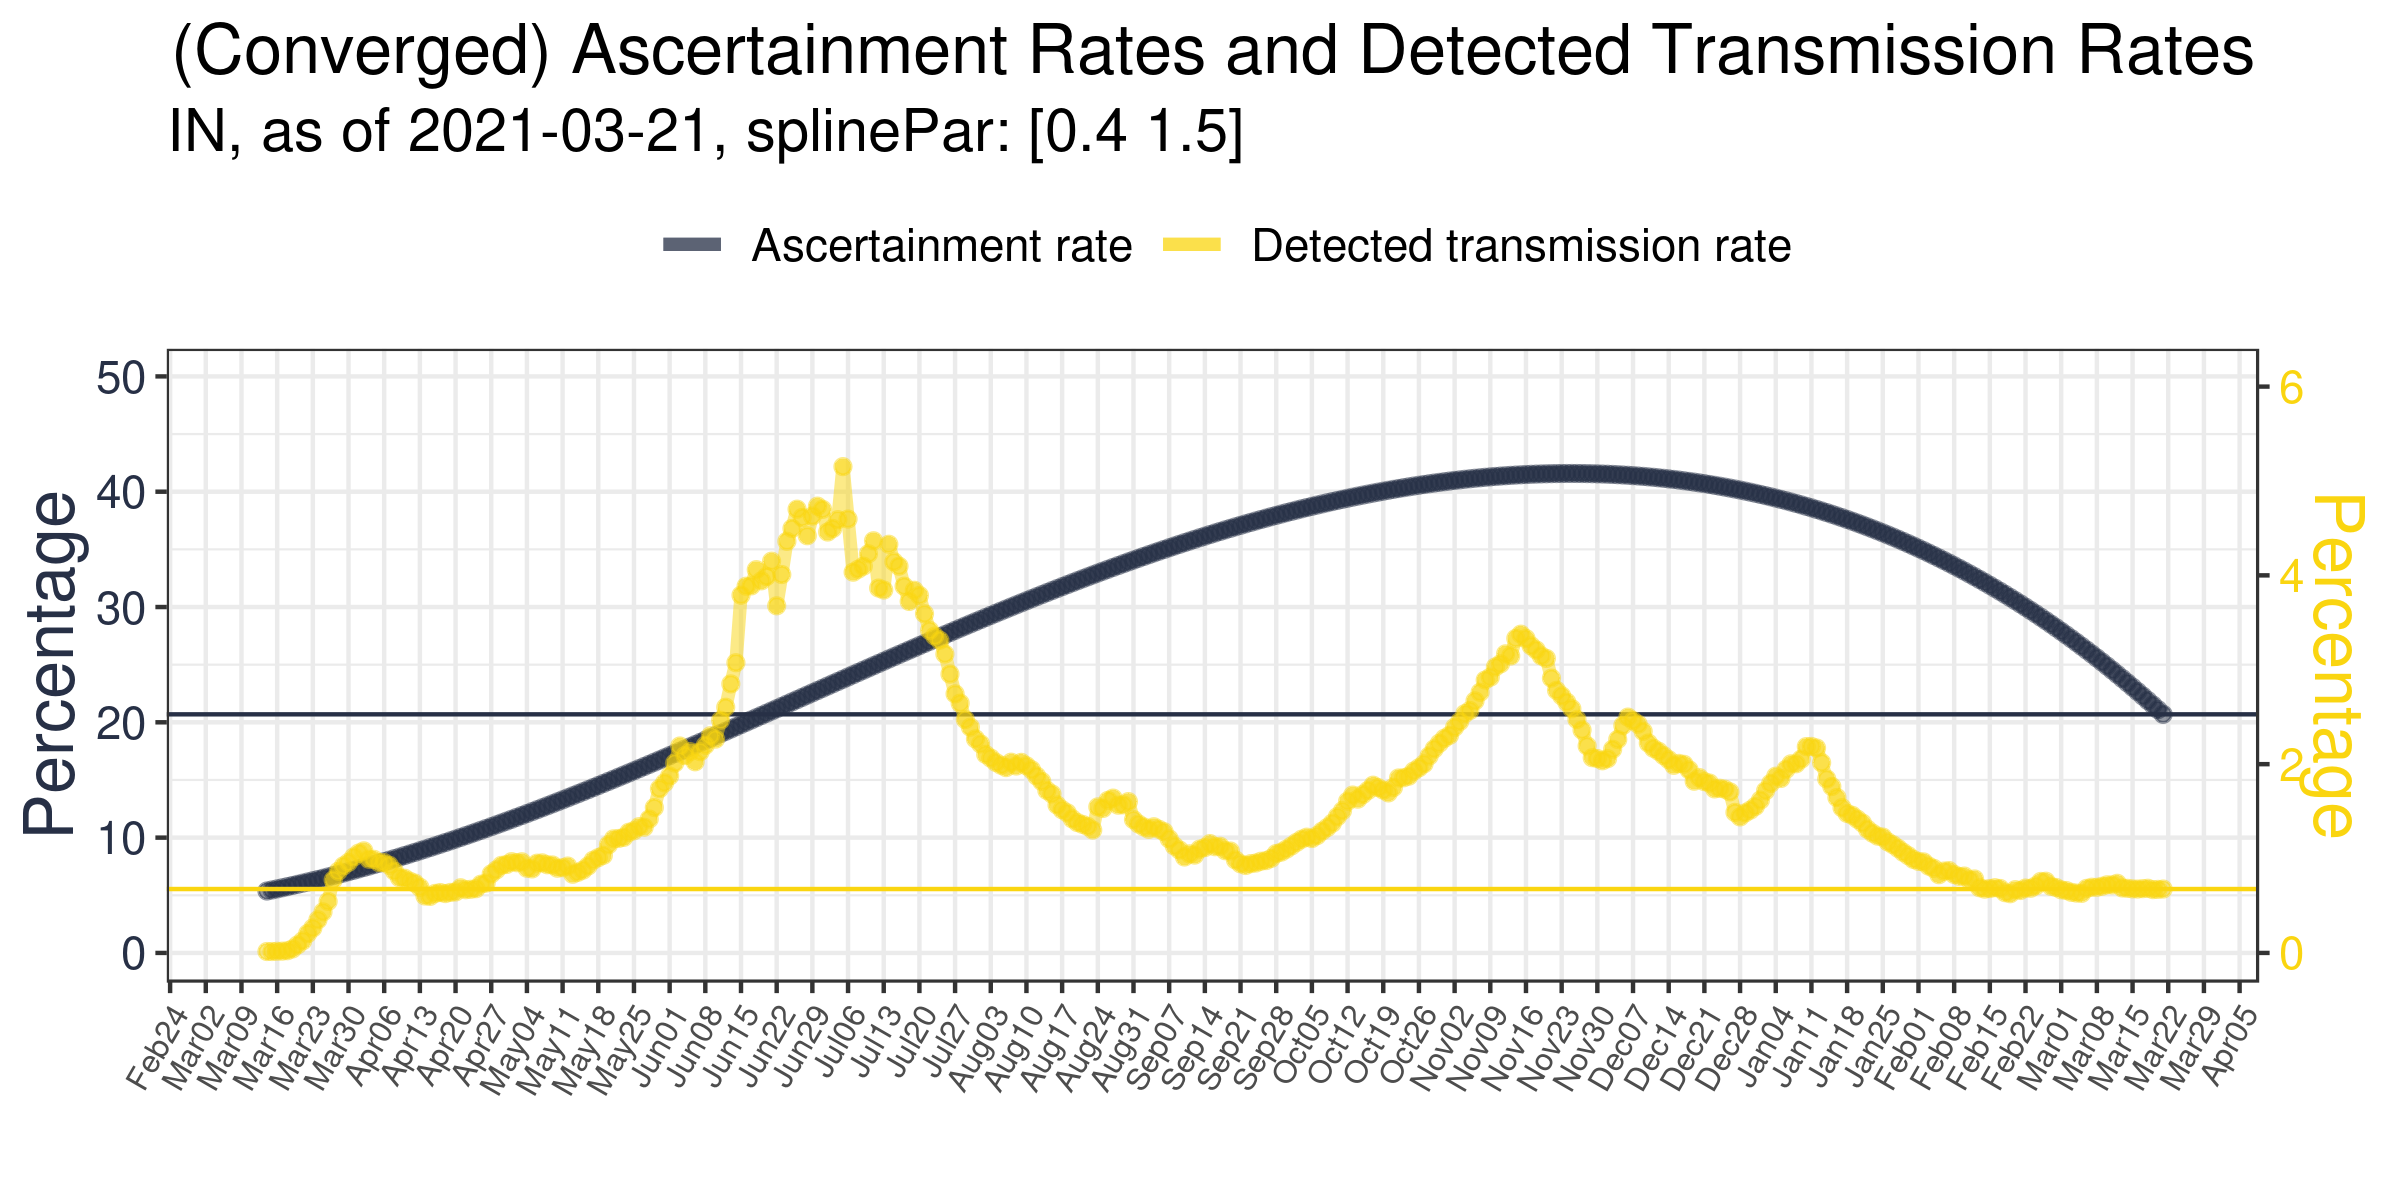 (Converged) Ascertainment Rates and Detected Transmission Rates
IN, as of 2021-03-21, splinePar: [0.4 1.5]
Ascertainment rate Detected transmission rate
Percentage
50
40
30
20
10
0
6
4
2
0
Percentage
Feb24 Mar02 Mar09 Mar16 Mar23 Mar30 Apr06 Apr13 Apr20 Apr27 May04 May11 May18 May25 Jun01 Jun08 Jun15 Jun22 Jun29 Jul06 Jul13 Jul20 Jul27 Aug03 Aug10 Aug17 Aug24 Aug31 Sep07 Sep14 Sep21 Sep28 Oct05 Oct12 Oct19 Oct26 Nov02 Nov09 Nov16 Nov23 Nov30 Dec07 Dec14 Dec21 Dec28 Jan04 Jan11 Jan18 Jan25 Feb01 Feb08 Feb15 Feb22 Mar01 Mar08 Mar15 Mar22 Mar29 Apr05